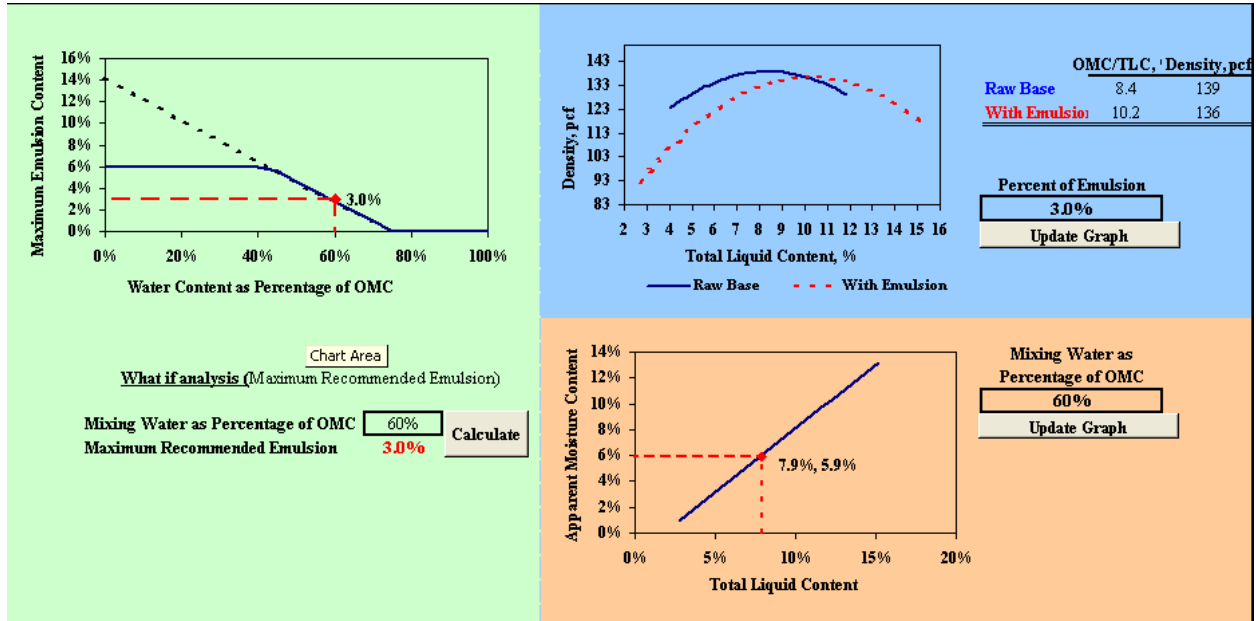 Maximum Emulsion Content
16%
14%
12%
10%
8%
6%
4%
2%
0%
3.0%
0% 20% 40% 60% 80% 100%
Water Content as Percentage of OMC
Chart Area
What if analysis (Maximum Recommended Emulsion)
Mixing Water as Percentage of OMC 60% Calculate
Maximum Recommended Emulsion 3.0%
Density, pcf
143
133
123
113
103
93
83
2 3 4 5 6 7 8 9 10 11 12 13 14 15 16
Total Liquid Content, %
Raw Base With Emulsion
OMC/TLC, Density, pcf
Raw Base 8.4 139
With Emulsion 10.2 136
Percent of Emulsion
3.0%
Update Graph
Apparent Moisture Content
14%
12%
10%
8%
6%
4%
2%
0%
7.9%, 5.9%
0% 5% 10% 15% 20%
Total Liquid Content
Mixing Water as
Percentage of OMC
60%
Update Graph